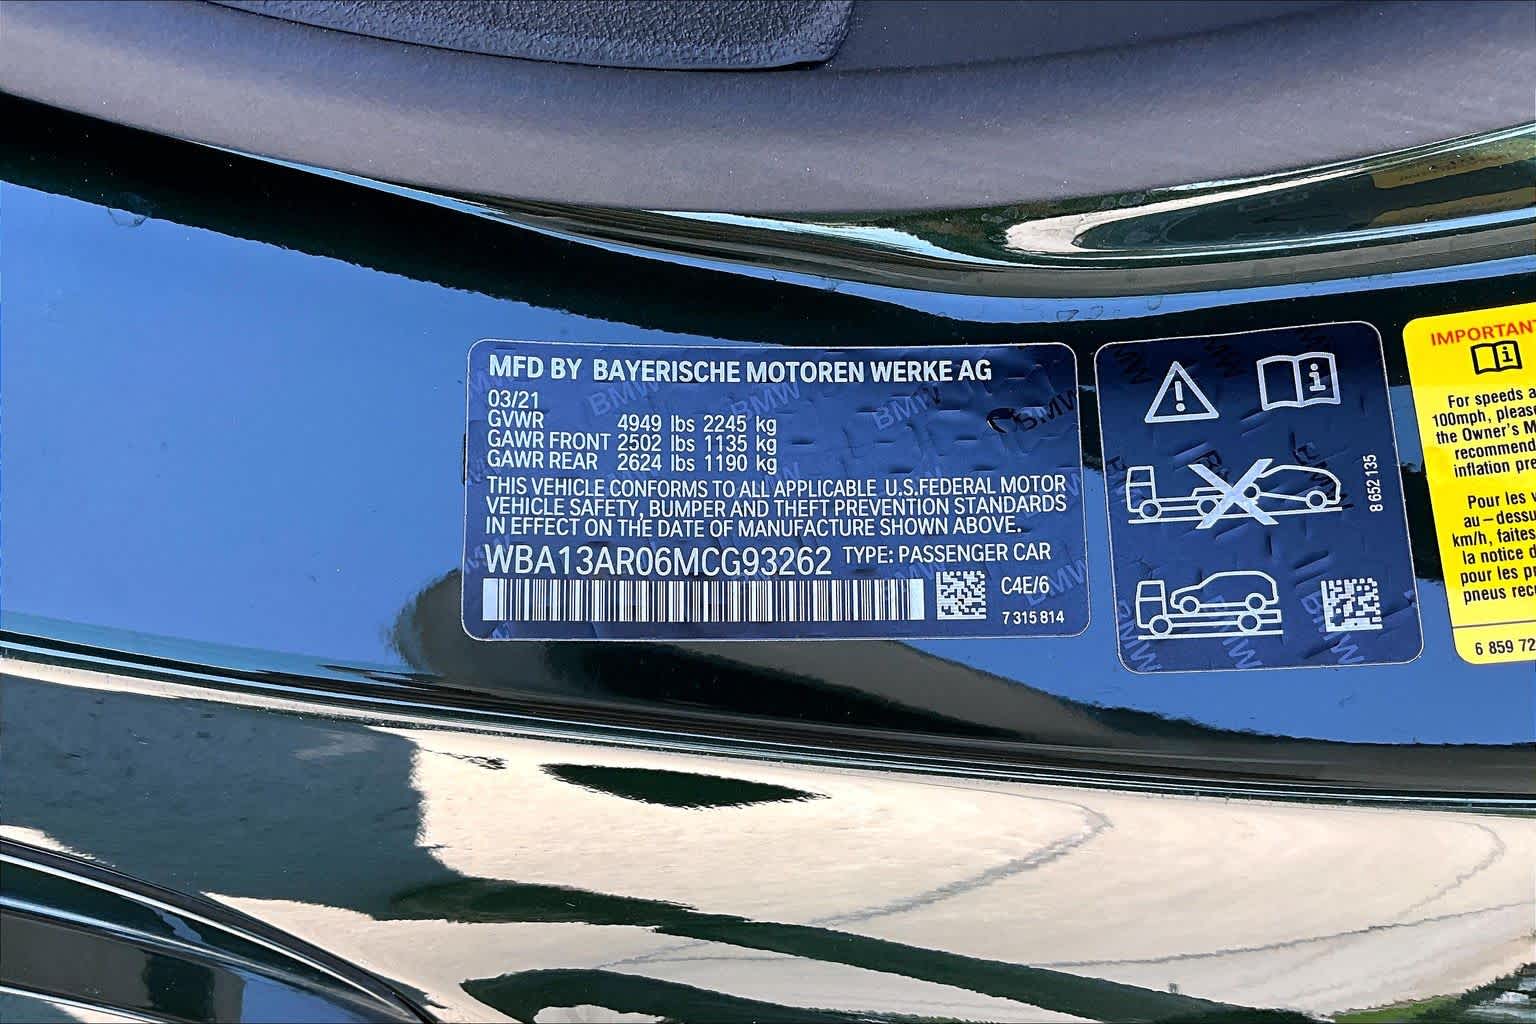 MFD BY BAYERISCHE MOTOREN WERKE AG
03/21
GVWR 4949 lbs 2245 kg
GAWR FRONT 2502 lbs 1135 kg
GAWR REAR 2624 lbs 1190 kg
THIS VEHICLE CONFORMS TO ALL APPLICABLE U.S.FEDERAL MOTOR
VEHICLE SAFETY, BUMPER AND THEFT PREVENTION STANDARDS
IN EFFECT ON THE DATE OF MANUFACTURE SHOWN ABOVE.
WBA13AR06MCG93262 TYPE: PASSENGER CAR
C4E/6
7 315 814
8 652 135
IMPORTANT
For speeds
100mph, please
the Owner's
recommend
inflation
Pour les
au-dessu
km/h, faites
la notice
pour les
pneus
6 859 72